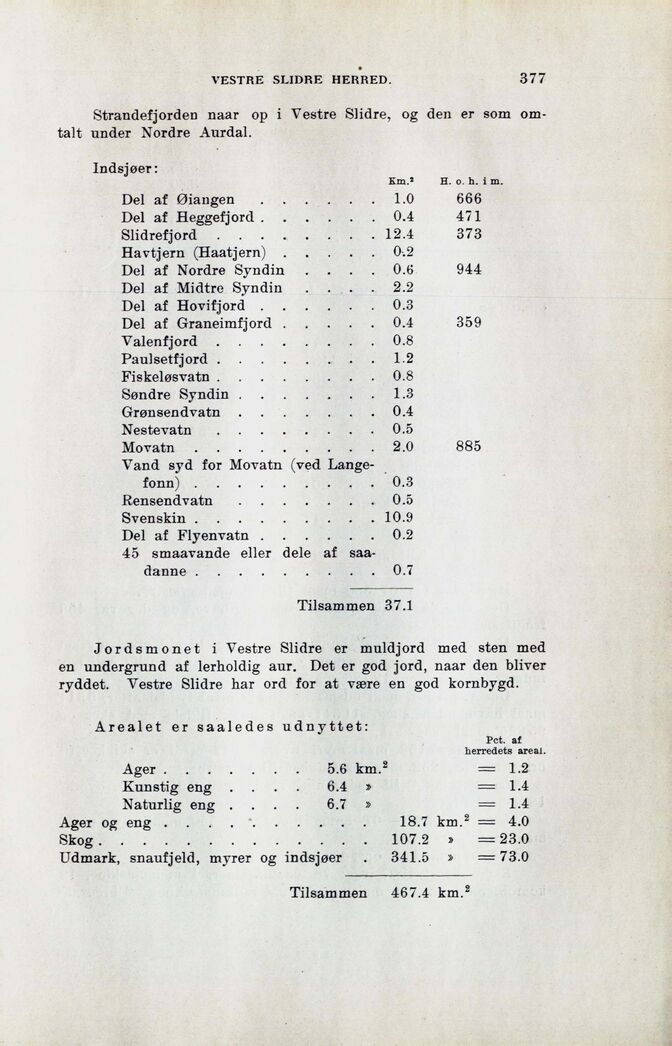 VESTRE SLIDRE HERRED. 377
Strandefjorden naar op i Vestre Slidre, og den er som om-
talt under Nordre Aurdal.
Indsjøer:
Km.² H. o. h. i m.
Del af Øiangen . . . . . . 1.0 666
Del af Heggefjord . . . . . . 0.4 471
Slidrefjord . . . . . . . . 12.4 373
Havtjern (Haatjern) . . . . . 0.2
Del af Nordre Syndin . . . . 0.6 944
Del af Midtre Syndin . . . . 2.2
Del af Hovifjord . . . . . . 0.3
Del af Graneimfjord . . . . . 0.4 359
Valenfjord . . . . . . . . 0.8
Paulsetfjord . . . . . . . . 1.2
Fiskeløsvatn . . . . . . . . 0.8
Søndre Syndin . . . . . . . 1.3
Grønsendvatn . . . . . . . 0.4
Nestevatn . . . . . . . . 0.5
Movatn . . . . . . . . . 2.0 885
Vand syd for Movatn (ved Lange-
fonn) . . . . . . . . . 0.3
Rensendvatn . . . . . . . 0.5
Svenskin . . . . . . . . . 10.9
Del af Flyenvatn . . . . . . 0.2
45 smaavande eller dele af saa-
danne . . . . . . . . . 0.7
Tilsammen 37.1
Jordsmonet i Vestre Slidre er muldjord med sten med
en undergrund af lerholdig aur. Det er god jord, naar den bliver
ryddet. Vestre Slidre har ord for at være en god kornbygd.
Arealet er saaledes udnyttet:
Pct. af
herredets areal.
Ager . . . . . . . 5.6 km.² = 1.2
Kunstig eng . . . . 6.4 » = 1.4
Naturlig eng . . . . 6.7 » = 1.4
Ager og eng . . . . . . . . . . 18.7 km.² = 4.0
Skog . . . . . . . . . . . . . 107.2 » = 23.0
Udmark, snaufjeld, myrer og indsjøer . 341.5 » = 73.0
Tilsammen 467.4 km.²